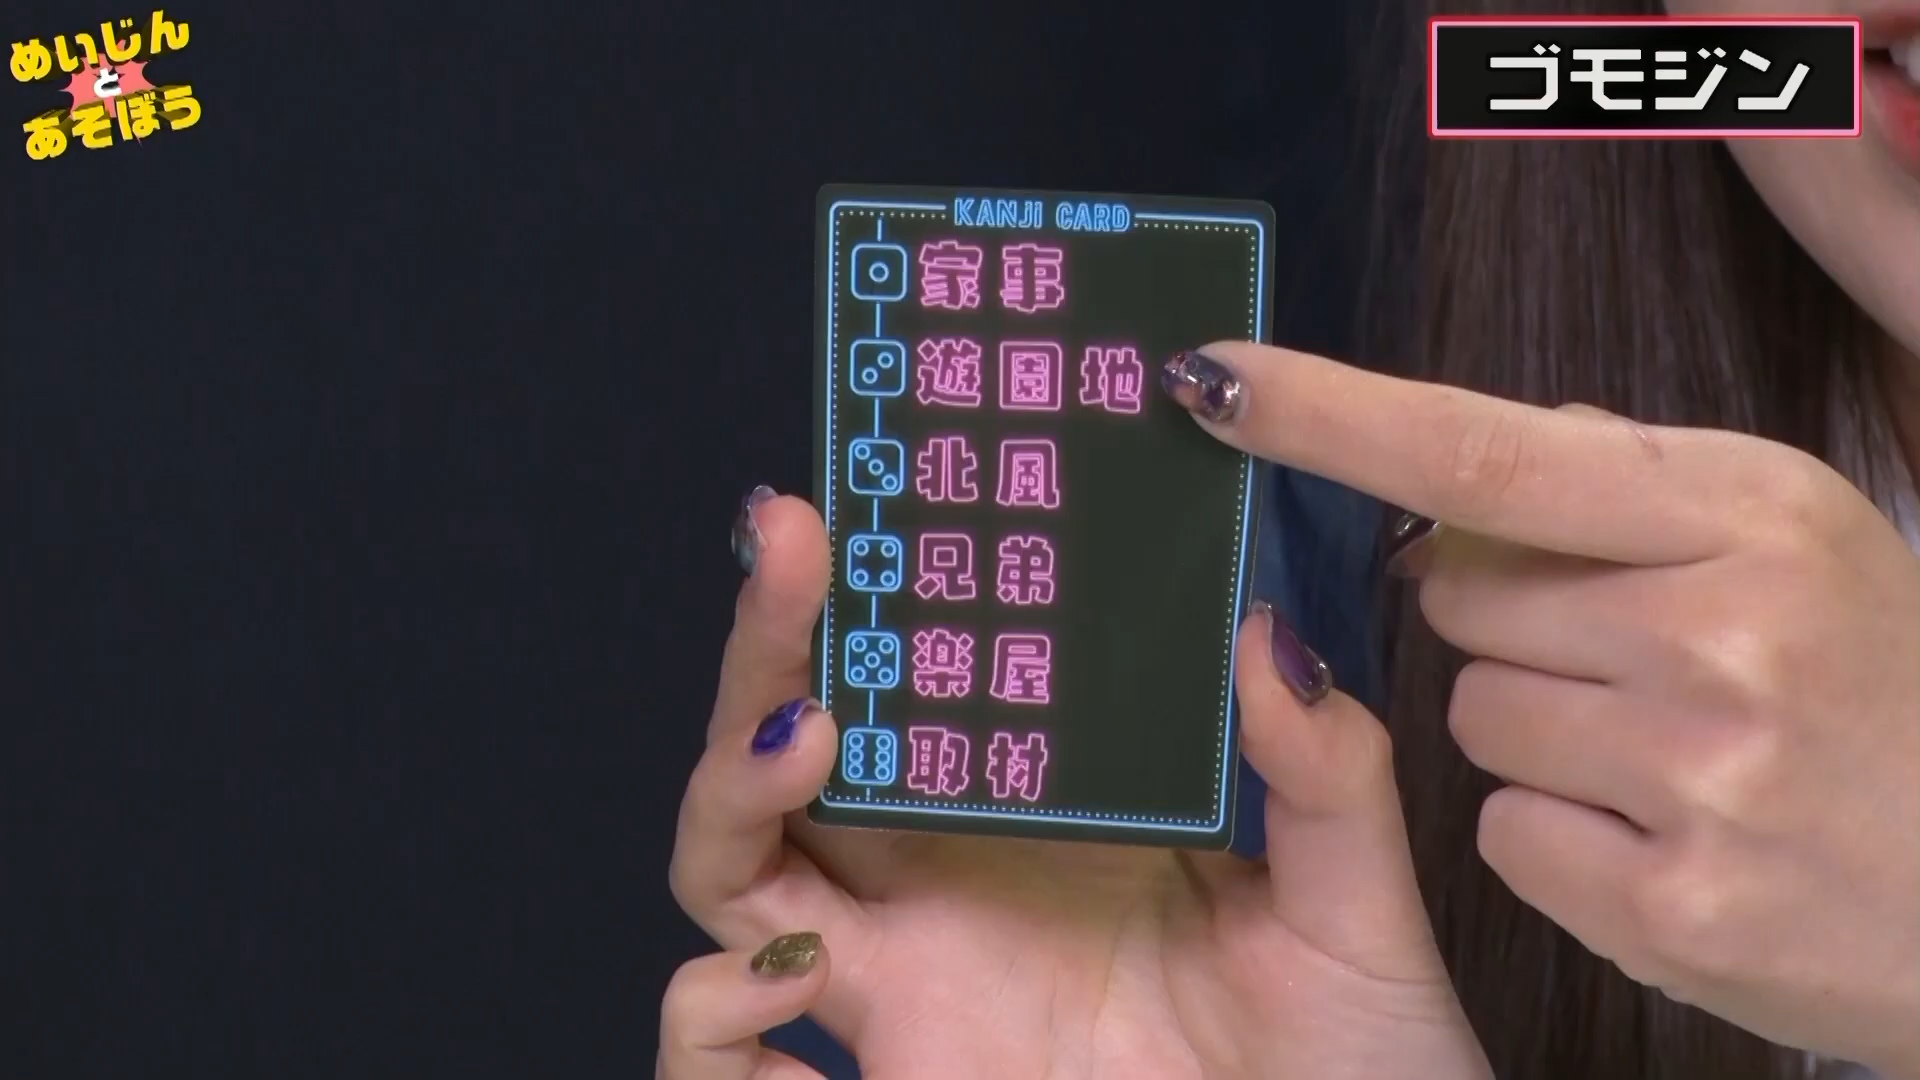 めいじん
と
あそぼう
ゴモジン
KANJI CARD
家事
遊園地
北風
兄弟
楽屋
取材